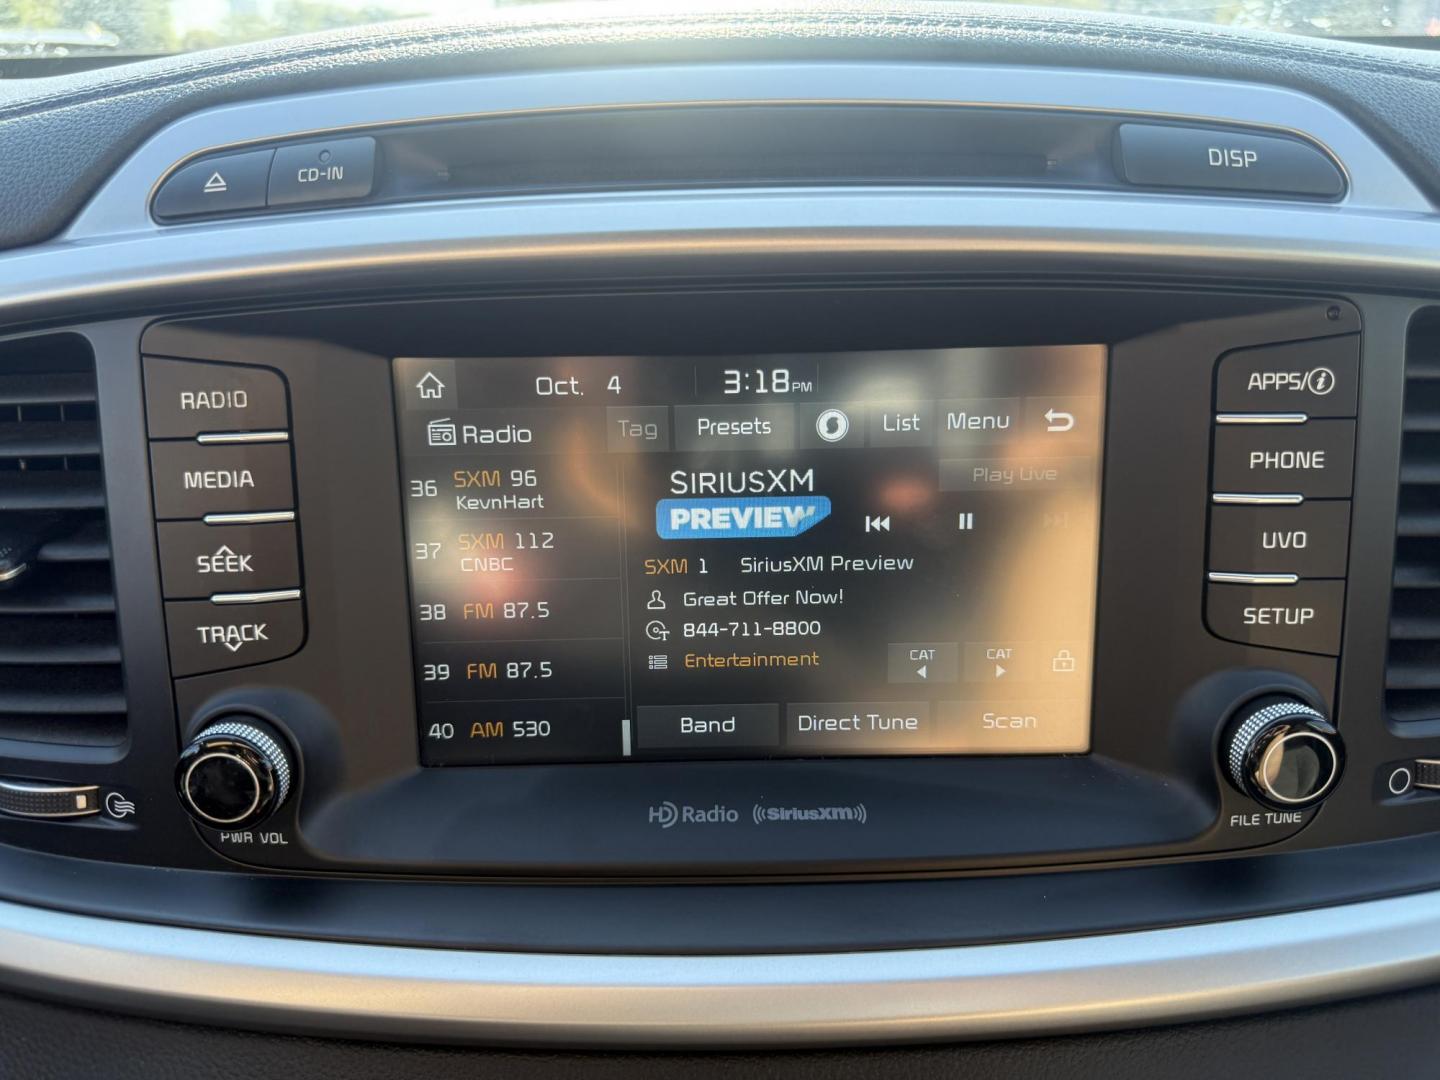 CD-IN
DISP
RADIO
MEDIA
SEEK
TRACK
PWR VOL
Oct. 4
3:18PM
Radio
Tag
Presets
List
Menu
36 SXM 96
KevnHart
37 SXM 112
CNBC
38 FM 87.5
39 FM 87.5
40 AM 530
SIRIUSXM
PREVIEW
Play Live
SXM 1 SiriusXM Preview
Great Offer Now!
844-711-8800
Entertainment
CAT
CAT
Band
Direct Tune
Scan
HD Radio
((SiriusXM))
APPS/i
PHONE
UVO
SETUP
FILE TUNE